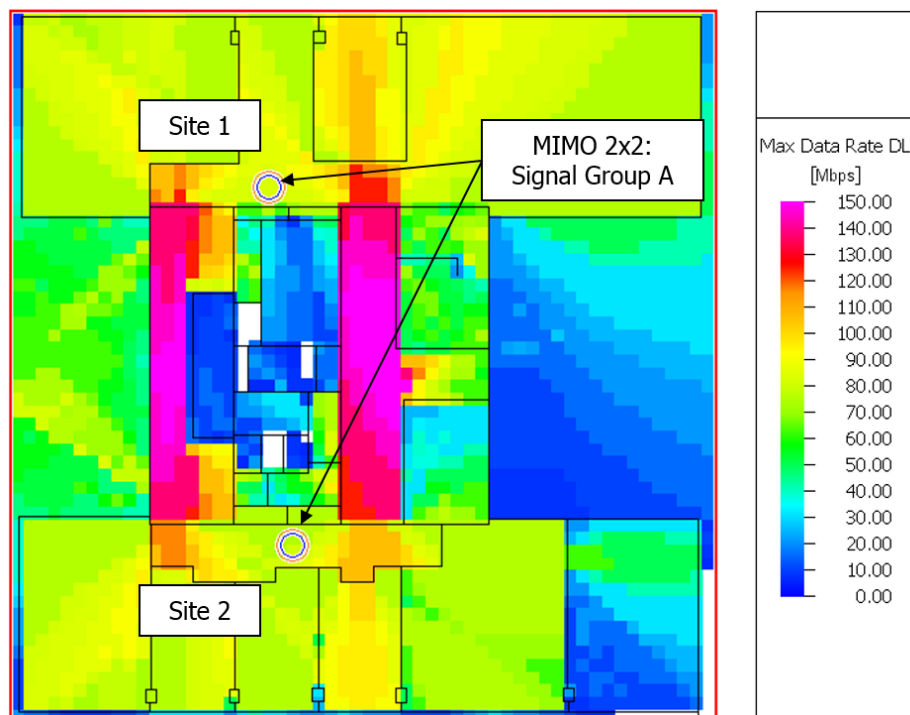 Site 1
MIMO 2x2:
Signal Group A
Site 2
Max Data Rate DL
[Mbps]
150.00
140.00
130.00
120.00
110.00
100.00
90.00
80.00
70.00
60.00
50.00
40.00
30.00
20.00
10.00
0.00